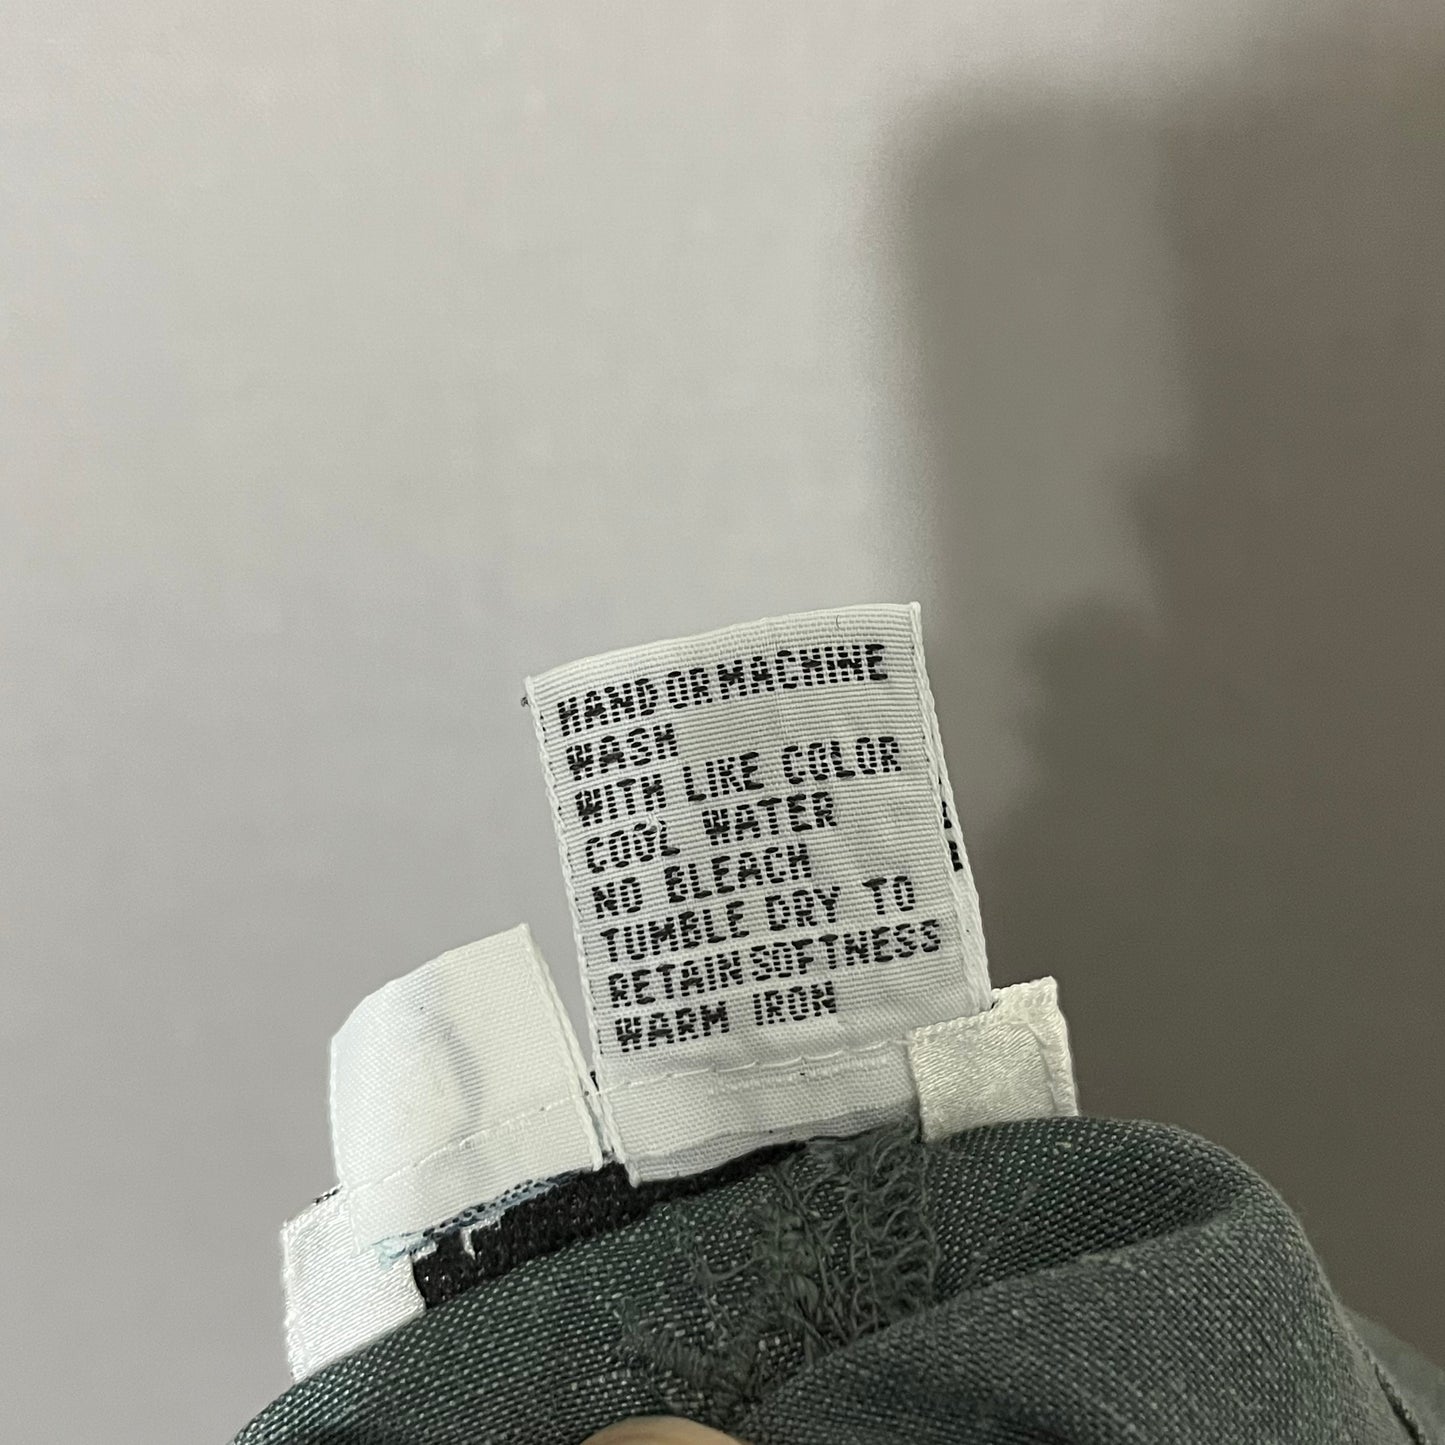 HAND OR MACHINE
WASH
WITH LIKE COLOR
COOL WATER
NO BLEACH
TUMBLE DRY TO
RETAIN SOFTNESS
WARM IRON